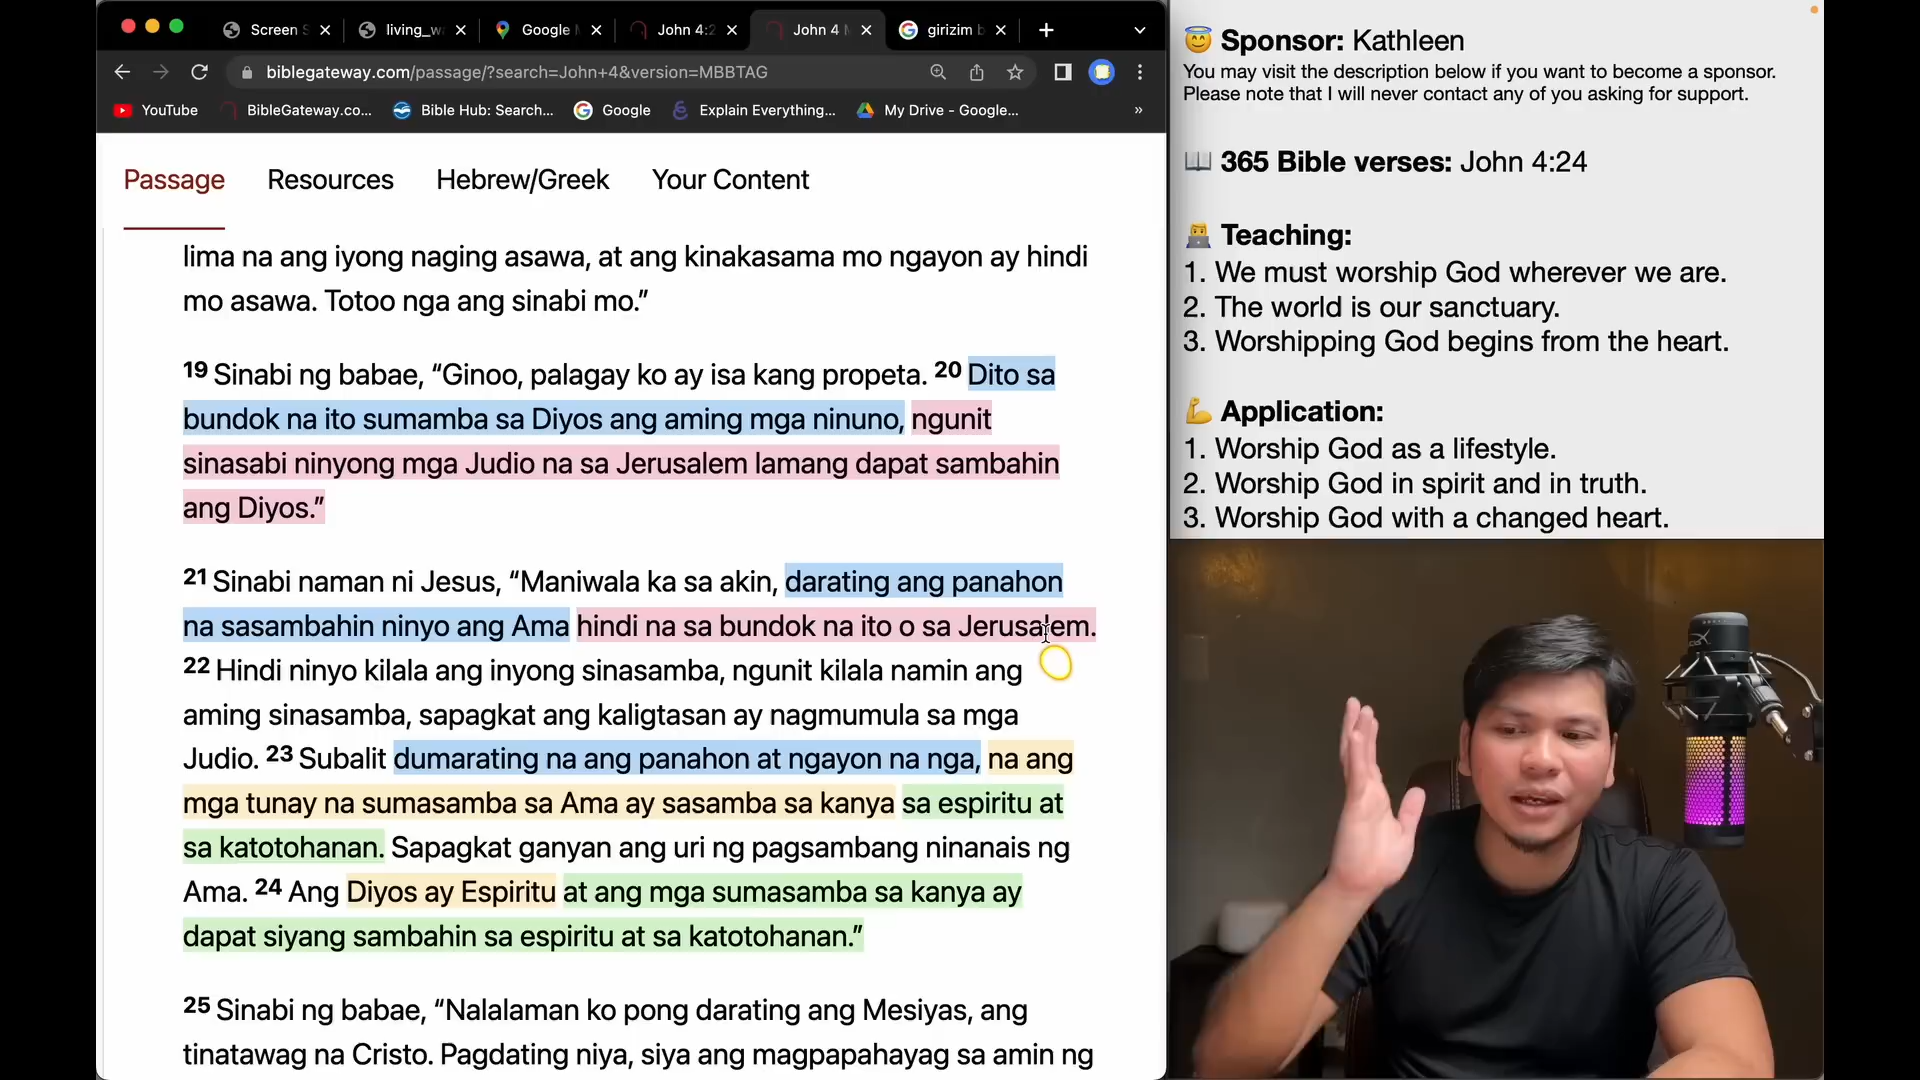 Screen S
living_w
Google M
John 4:2
John 4 M
girizim b
biblegateway.com/passage/?search=John+4&version=MBBTAG
YouTube
BibleGateway.co...
Bible Hub: Search...
Google
Explain Everything...
My Drive - Google...
»
Passage
Resources
Hebrew/Greek
Your Content
lima na ang iyong naging asawa, at ang kinakasama mo ngayon ay hindi
mo asawa. Totoo nga ang sinabi mo.”
19 Sinabi ng babae, “Ginoo, palagay ko ay isa kang propeta. 20 Dito sa
bundok na ito sumamba sa Diyos ang aming mga ninuno, ngunit
sinasabi ninyong mga Judio na sa Jerusalem lamang dapat sambahin
ang Diyos.”
21 Sinabi naman ni Jesus, “Maniwala ka sa akin, darating ang panahon
na sasambahin ninyo ang Ama hindi na sa bundok na ito o sa Jerusalem.
22 Hindi ninyo kilala ang inyong sinasamba, ngunit kilala namin ang
aming sinasamba, sapagkat ang kaligtasan ay nagmumula sa mga
Judio. 23 Subalit dumarating na ang panahon at ngayon na nga, na ang
mga tunay na sumasamba sa Ama ay sasamba sa kanya sa espiritu at
sa katotohanan. Sapagkat ganyan ang uri ng pagsambang ninanais ng
Ama. 24 Ang Diyos ay Espiritu at ang mga sumasamba sa kanya ay
dapat siyang sambahin sa espiritu at sa katotohanan.”
25 Sinabi ng babae, “Nalalaman ko pong darating ang Mesiyas, ang
tinatawag na Cristo. Pagdating niya, siya ang magpapahayag sa amin ng
😇 Sponsor: Kathleen
You may visit the description below if you want to become a sponsor.
Please note that I will never contact any of you asking for support.
📖 365 Bible verses: John 4:24
👨‍💻 Teaching:
1. We must worship God wherever we are.
2. The world is our sanctuary.
3. Worshipping God begins from the heart.
💪 Application:
1. Worship God as a lifestyle.
2. Worship God in spirit and in truth.
3. Worship God with a changed heart.